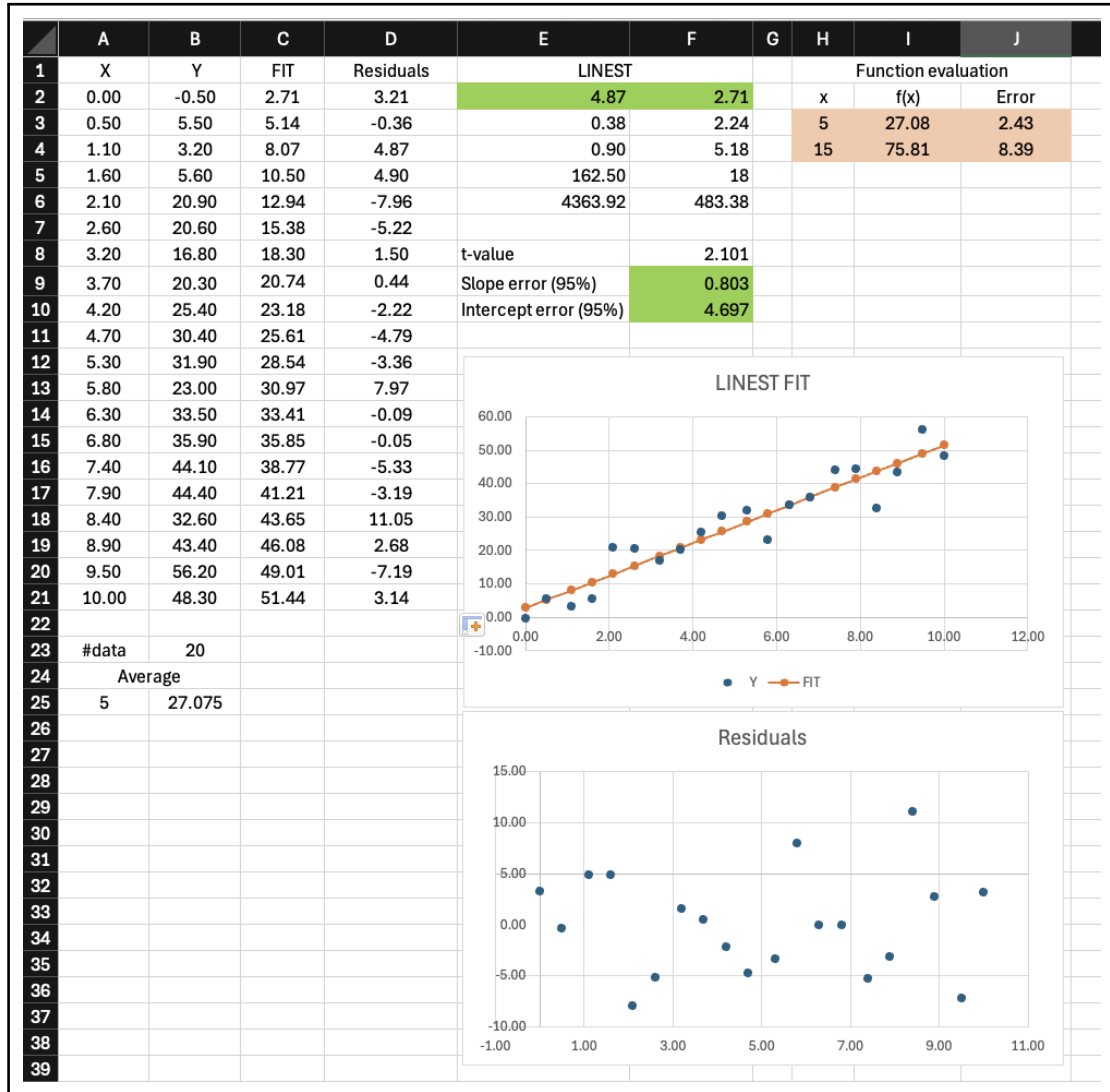 A B C D E F G H I J
1 X Y FIT Residuals LINEST Function evaluation
2 0.00 -0.50 2.71 3.21 4.87 2.71 x f(x) Error
3 0.50 5.50 5.14 -0.36 0.38 2.24 5 27.08 2.43
4 1.10 3.20 8.07 4.87 0.90 5.18 15 75.81 8.39
5 1.60 5.60 10.50 4.90 162.50 18
6 2.10 20.90 12.94 -7.96 4363.92 483.38
7 2.60 20.60 15.38 -5.22
8 3.20 16.80 18.30 1.50 t-value 2.101
9 3.70 20.30 20.74 0.44 Slope error (95%) 0.803
10 4.20 25.40 23.18 -2.22 Intercept error (95%) 4.697
11 4.70 30.40 25.61 -4.79
12 5.30 31.90 28.54 -3.36
13 5.80 23.00 30.97 7.97
14 6.30 33.50 33.41 -0.09
15 6.80 35.90 35.85 -0.05
16 7.40 44.10 38.77 -5.33
17 7.90 44.40 41.21 -3.19
18 8.40 32.60 43.65 11.05
19 8.90 43.40 46.08 2.68
20 9.50 56.20 49.01 -7.19
21 10.00 48.30 51.44 3.14
22
23 #data 20
24 Average
25 5 27.075
26
27
28
29
30
31
32
33
34
35
36
37
38
39
LINEST FIT
60.00
50.00
40.00
30.00
20.00
10.00
0.00
-10.00
0.00 2.00 4.00 6.00 8.00 10.00 12.00
Y FIT
Residuals
15.00
10.00
5.00
0.00
-5.00
-10.00
-1.00 1.00 3.00 5.00 7.00 9.00 11.00